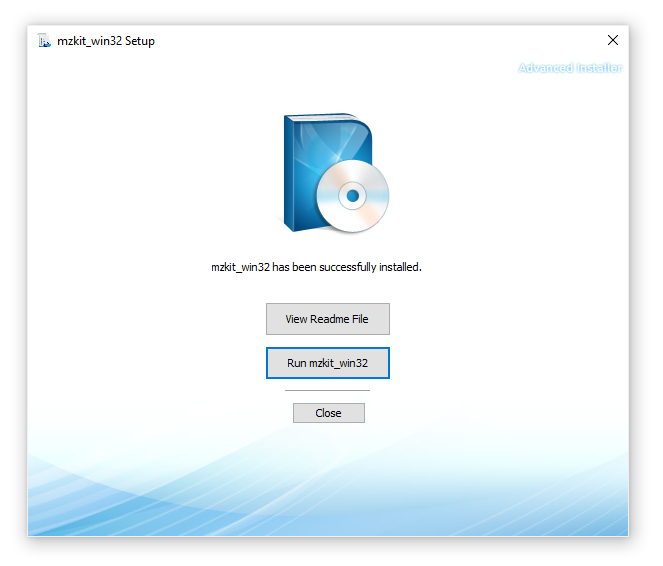 mzkit_win32 Setup
Advanced Installer
mzkit_win32 has been successfully installed.
View Readme File
Run mzkit_win32
Close